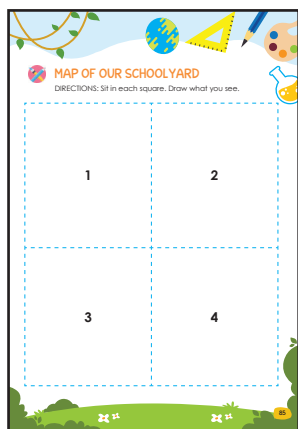 MAP OF OUR SCHOOLYARD
DIRECTIONS: Sit in each square. Draw what you see.
1
2
3
4
85